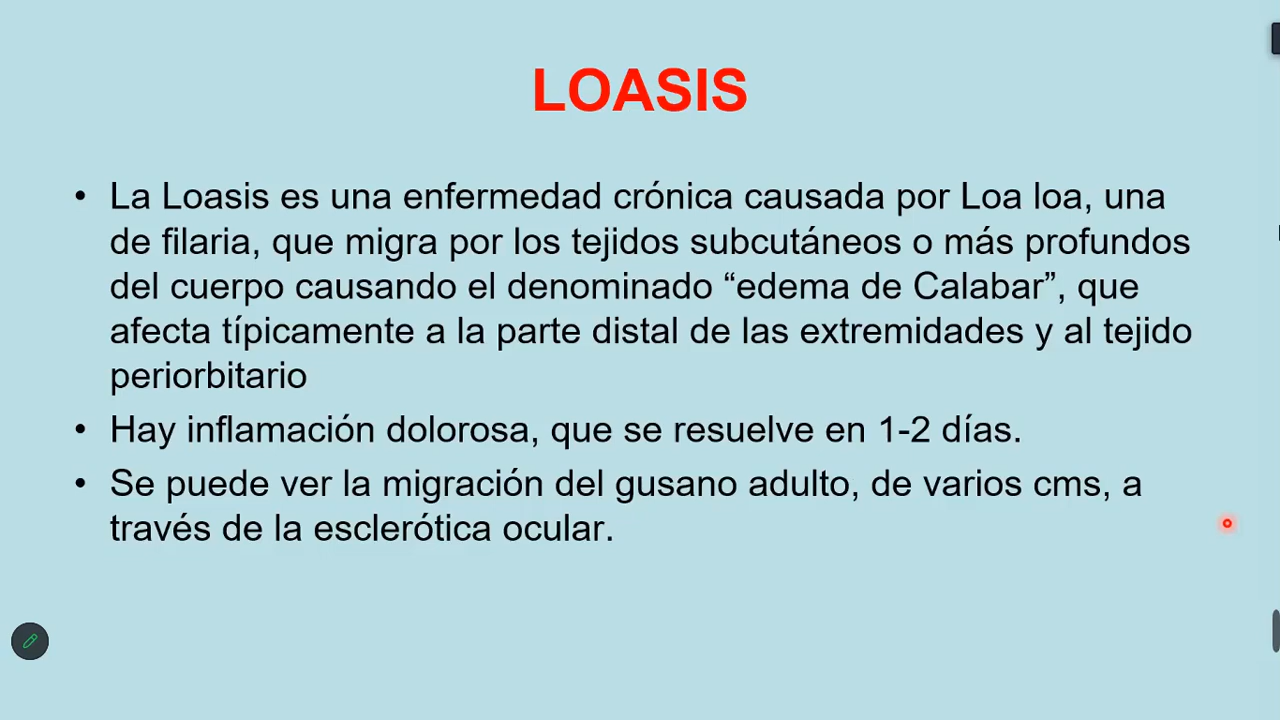 LOASIS
• La Loasis es una enfermedad crónica causada por Loa loa, una
de filaria, que migra por los tejidos subcutáneos o más profundos
del cuerpo causando el denominado “edema de Calabar”, que
afecta típicamente a la parte distal de las extremidades y al tejido
periorbitario
• Hay inflamación dolorosa, que se resuelve en 1-2 días.
• Se puede ver la migración del gusano adulto, de varios cms, a
través de la esclerótica ocular.